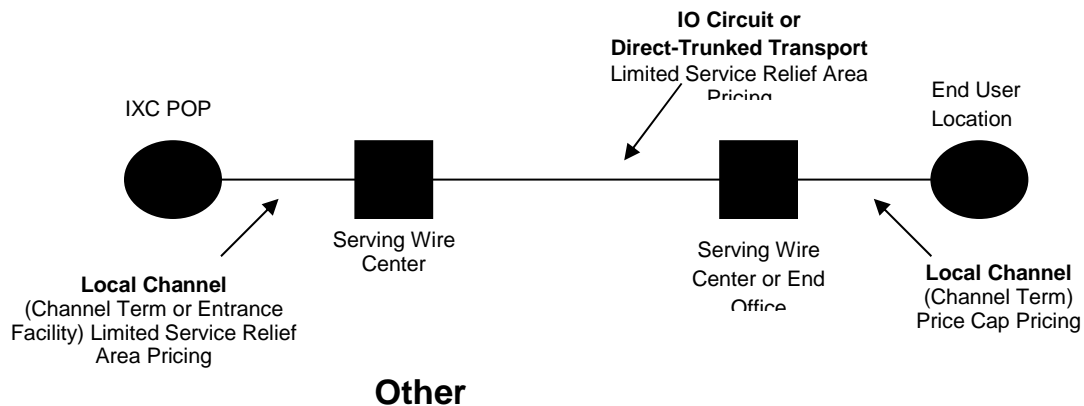 IO Circuit or
Direct-Trunked Transport
Limited Service Relief Area
Pricing
IXC POP
End User
Location
Serving Wire
Center
Serving Wire
Center or End
Office
Local Channel
(Channel Term or Entrance
Facility) Limited Service Relief
Area Pricing
Local Channel
(Channel Term)
Price Cap Pricing
Other